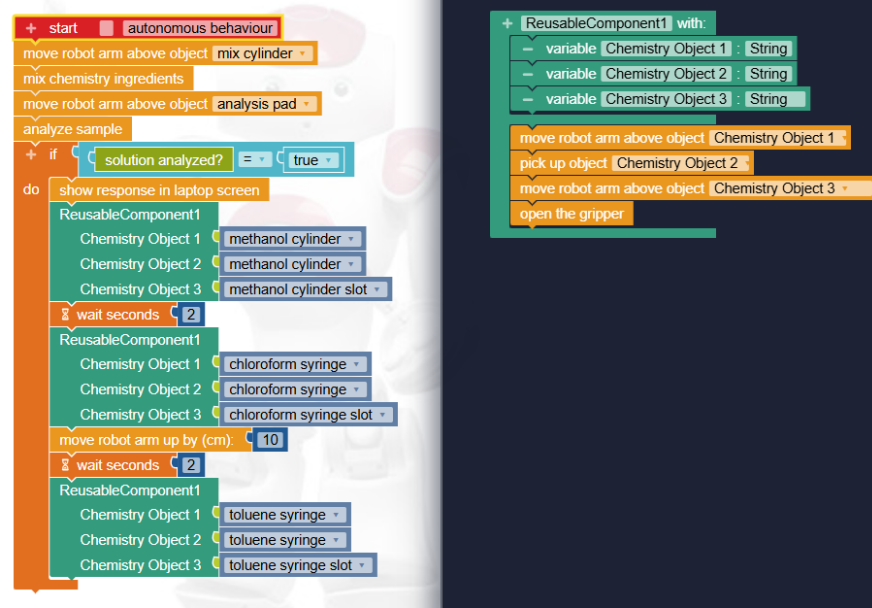 + start autonomous behaviour
move robot arm above object mix cylinder
mix chemistry ingredients
move robot arm above object analysis pad
analyze sample
+ if solution analyzed? = true
do show response in laptop screen
ReusableComponent1
Chemistry Object 1 methanol cylinder
Chemistry Object 2 methanol cylinder
Chemistry Object 3 methanol cylinder slot
wait seconds 2
ReusableComponent1
Chemistry Object 1 chloroform syringe
Chemistry Object 2 chloroform syringe
Chemistry Object 3 chloroform syringe slot
move robot arm up by (cm): 10
wait seconds 2
ReusableComponent1
Chemistry Object 1 toluene syringe
Chemistry Object 2 toluene syringe
Chemistry Object 3 toluene syringe slot
+ ReusableComponent1 with:
− variable Chemistry Object 1 : String
− variable Chemistry Object 2 : String
− variable Chemistry Object 3 : String
move robot arm above object Chemistry Object 1
pick up object Chemistry Object 2
move robot arm above object Chemistry Object 3
open the gripper